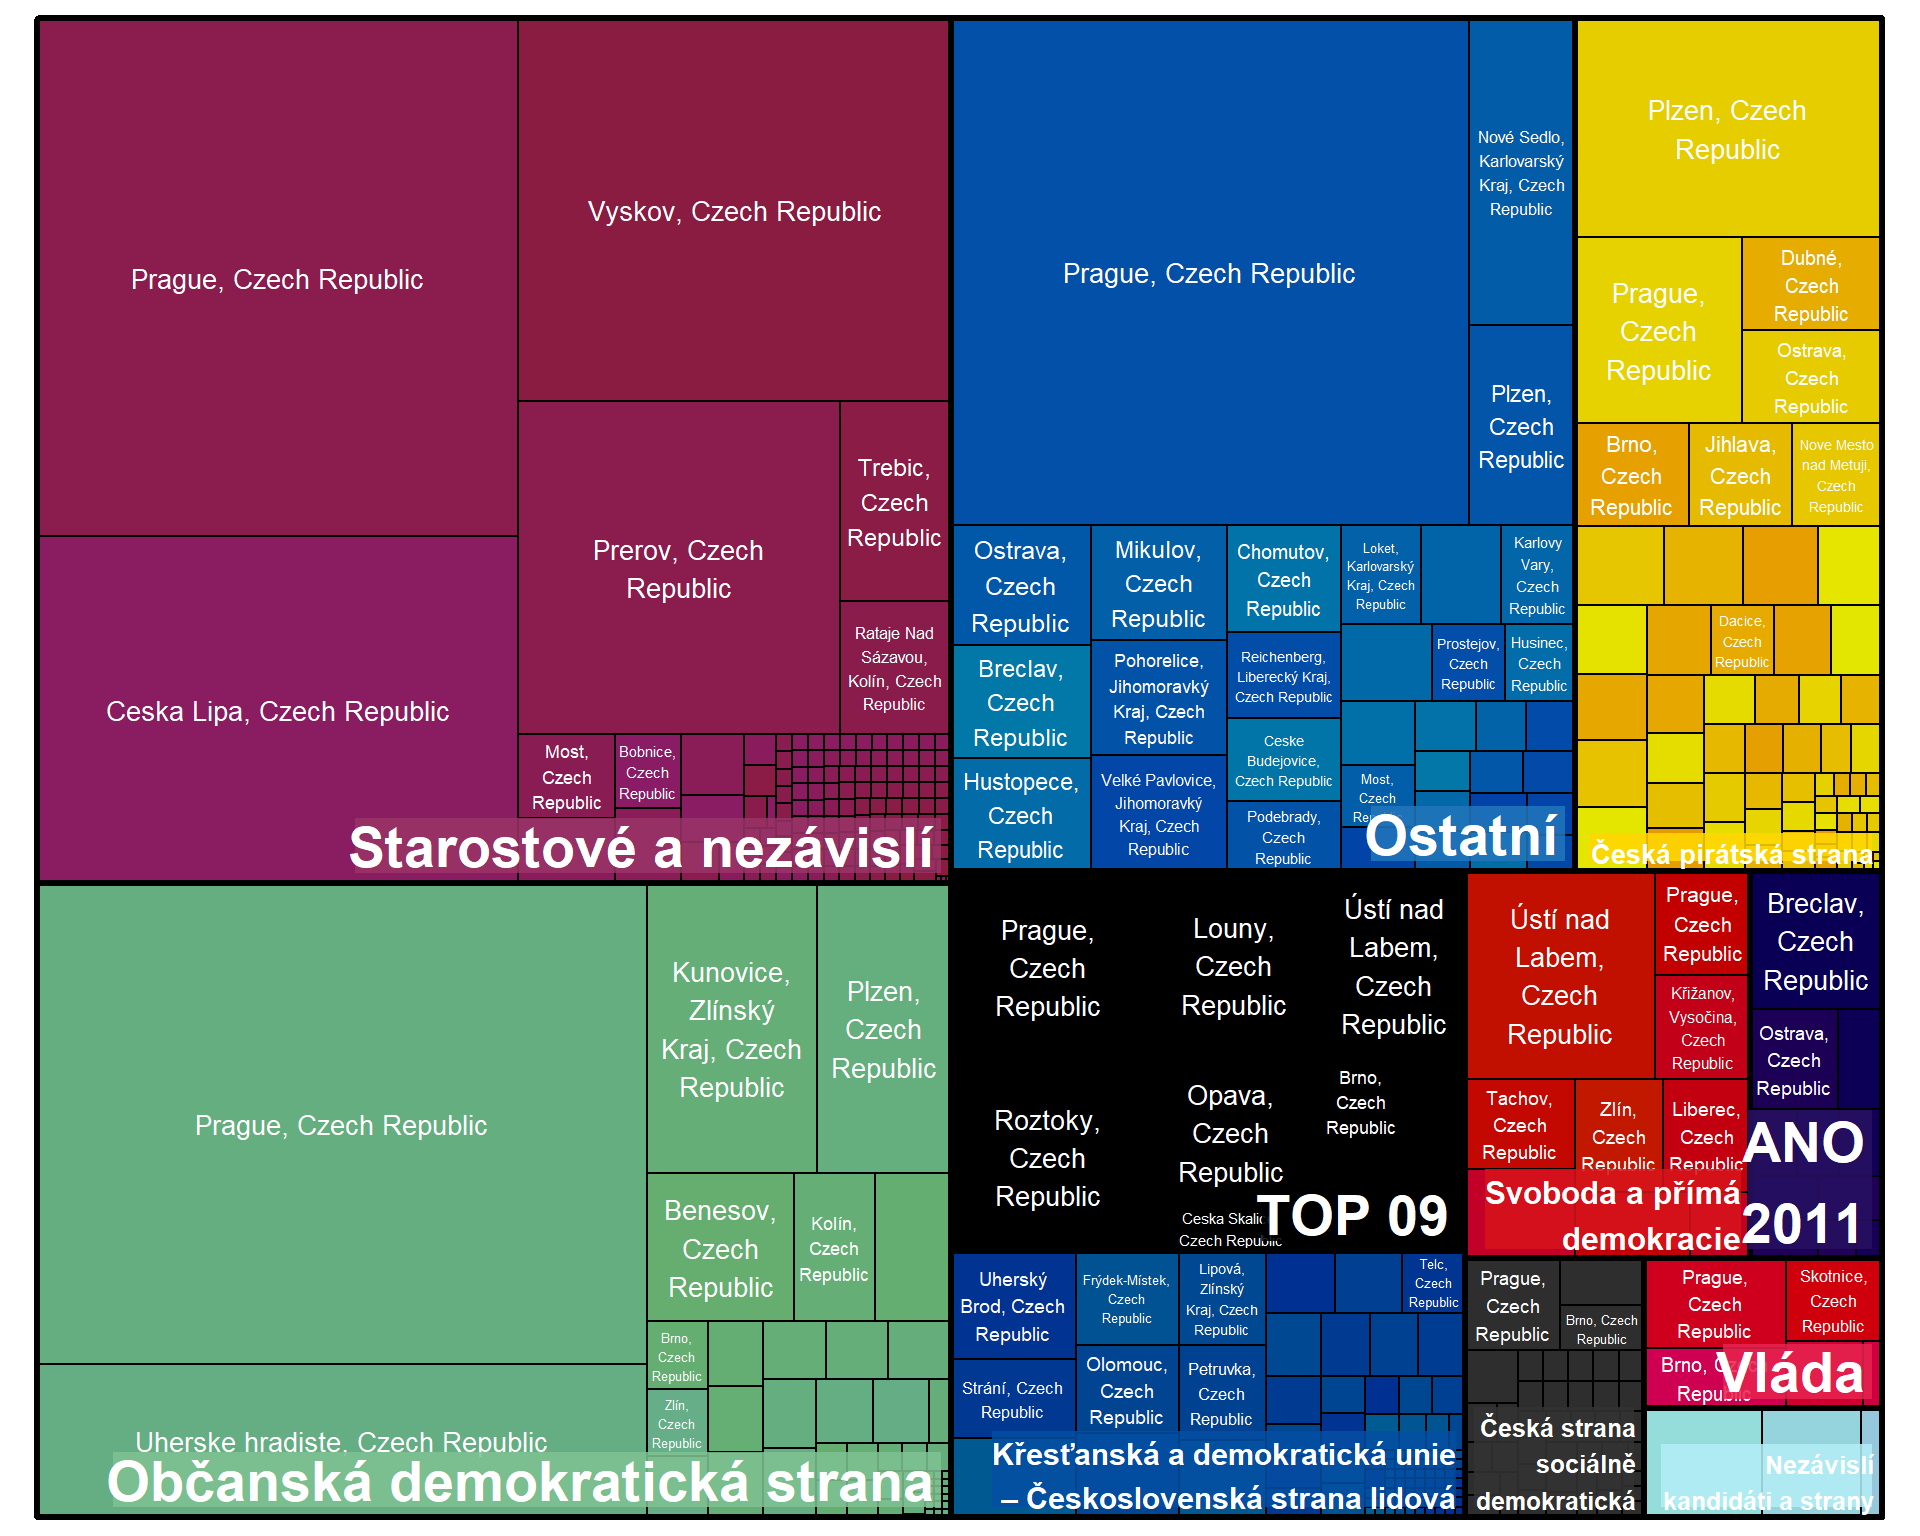 Prague, Czech Republic
Vyskov, Czech Republic
Ceska Lipa, Czech Republic
Prerov, Czech
Republic
Trebic,
Czech
Republic
Rataje Nad
Sázavou,
Kolín, Czech
Republic
Most,
Czech
Republic
Bobnice,
Czech
Republic
Starostové a nezávislí
Prague, Czech Republic
Nové Sedlo,
Karlovarský
Kraj, Czech
Republic
Plzen,
Czech
Republic
Ostrava,
Czech
Republic
Breclav,
Czech
Republic
Hustopece,
Czech
Republic
Mikulov,
Czech
Republic
Pohorelice,
Jihomoravký
Kraj, Czech
Republic
Velké Pavlovice,
Jihomoravký
Kraj, Czech
Republic
Chomutov,
Czech
Republic
Reichenberg,
Liberecký Kraj,
Czech Republic
Ceske
Budejovice,
Czech Republic
Podebrady,
Czech
Republic
Loket,
Karlovarský
Kraj, Czech
Republic
Karlovy
Vary,
Czech
Republic
Prostejov,
Czech
Republic
Husinec,
Czech
Republic
Most,
Czech
Ostatní
Plzen, Czech
Republic
Prague,
Czech
Republic
Dubné,
Czech
Republic
Ostrava,
Czech
Republic
Brno,
Czech
Republic
Jihlava,
Czech
Republic
Nove Mesto
nad Metuji,
Czech
Republic
Dacice,
Czech
Republic
Česká pirátská strana
Prague, Czech Republic
Uherske hradiste, Czech Republic
Kunovice,
Zlínský
Kraj, Czech
Republic
Plzen,
Czech
Republic
Benesov,
Czech
Republic
Kolín,
Czech
Republic
Brno,
Czech
Republic
Zlín,
Czech
Republic
Občanská demokratická strana
Prague,
Czech
Republic
Louny,
Czech
Republic
Ústí nad
Labem,
Czech
Republic
Roztoky,
Czech
Republic
Opava,
Czech
Republic
Brno,
Czech
Republic
Czech Republic
TOP 09
Ústí nad
Labem,
Czech
Republic
Prague,
Czech
Republic
Křižanov,
Vysočina,
Czech
Republic
Tachov,
Czech
Republic
Zlín,
Czech
Republic
Liberec,
Czech
Republic
Svoboda a přímá
demokracie
Breclav,
Czech
Republic
Ostrava,
Czech
Republic
ANO
2011
Uherský
Brod, Czech
Republic
Strání, Czech
Republic
Frýdek-Místek,
Czech
Republic
Olomouc,
Czech
Republic
Lipová,
Zlínský
Kraj, Czech
Republic
Petruvka,
Czech
Republic
Telc,
Czech
Republic
Křesťanská a demokratická unie
– Československá strana lidová
Prague,
Czech
Republic
Brno, Czech
Republic
Česká strana
sociálně
demokratická
Prague,
Czech
Republic
Skotnice,
Czech
Republic
Brno, Czech
Republic
Vláda
Nezávislí
kandidáti a strany